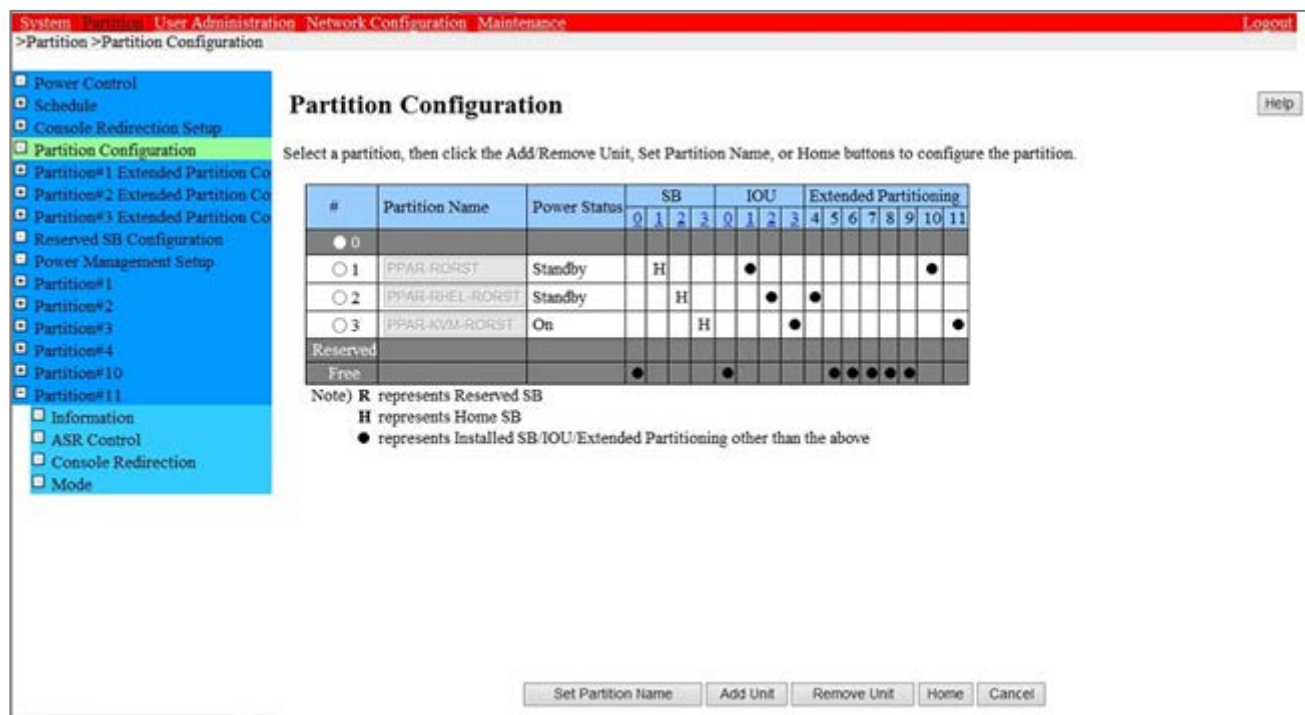 System Partition User Administration Network Configuration Maintenance Logout
>Partition >Partition Configuration
Power Control
Schedule
Console Redirection Setup
Partition Configuration
Partition#1 Extended Partition Co
Partition#2 Extended Partition Co
Partition#3 Extended Partition Co
Reserved SB Configuration
Power Management Setup
Partition#1
Partition#2
Partition#3
Partition#4
Partition#10
Partition#11
Information
ASR Control
Console Redirection
Mode
Partition Configuration
Help
Select a partition, then click the Add/Remove Unit, Set Partition Name, or Home buttons to configure the partition.
# Partition Name Power Status SB IOU Extended Partitioning
0 1 2 3 0 1 2 3 4 5 6 7 8 9 10 11
0
1 PPAR-RORST Standby H ● ●
2 PPAR-RHEL-RORST Standby H ● ●
3 PPAR-KVM-RORST On H ● ●
Reserved
Free ● ● ● ● ● ● ●
Note) R represents Reserved SB
H represents Home SB
● represents Installed SB/IOU/Extended Partitioning other than the above
Set Partition Name Add Unit Remove Unit Home Cancel